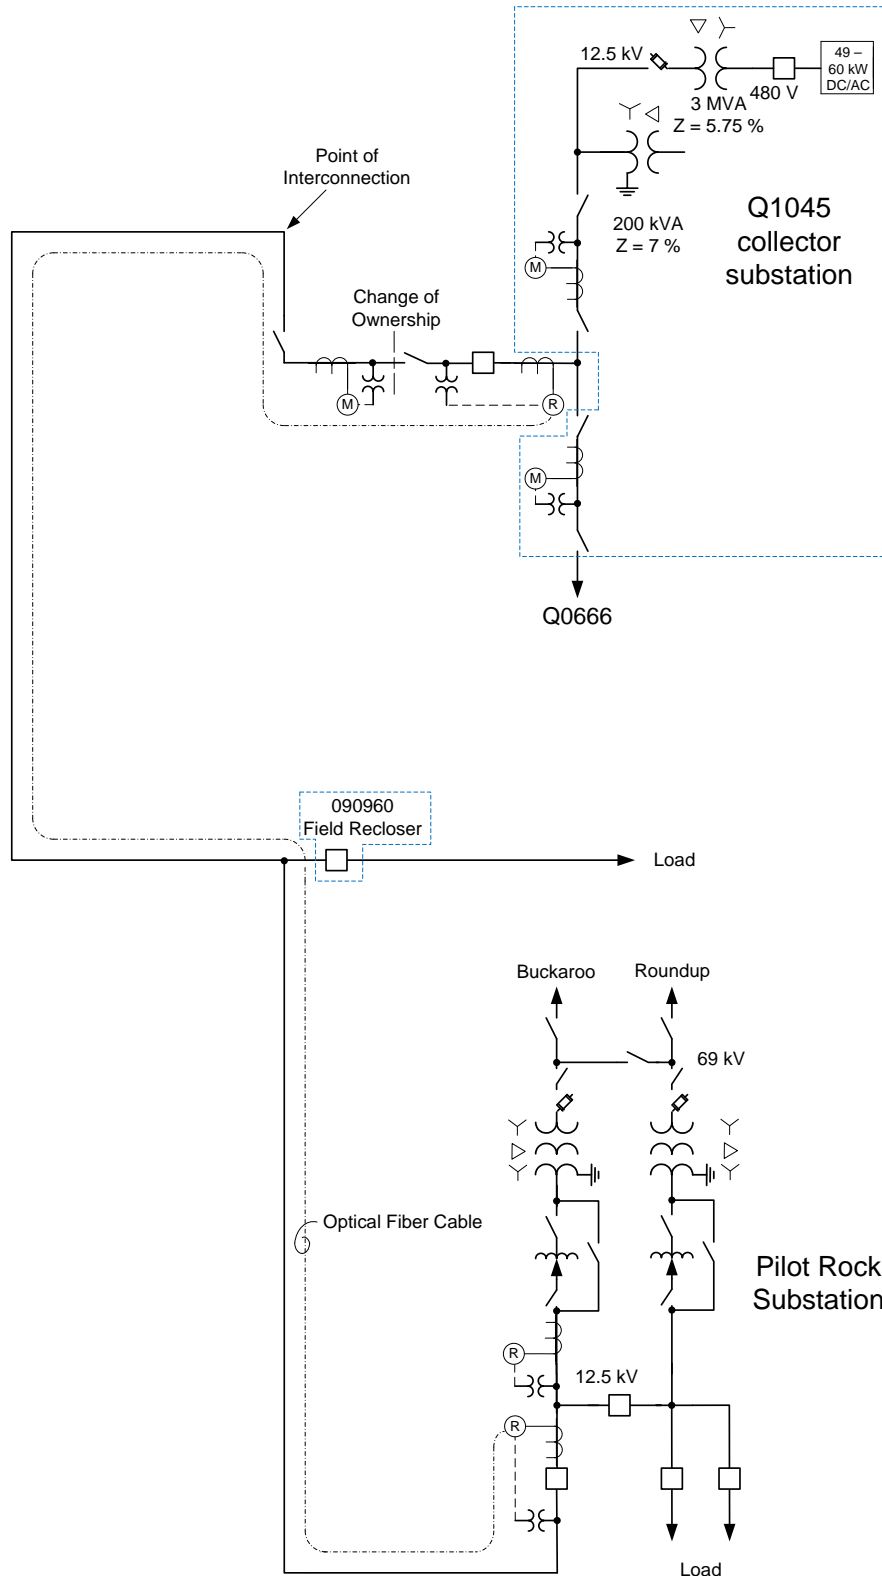 12.5 kV
49 –
60 kW
DC/AC
480 V
3 MVA
Z = 5.75 %
Point of
Interconnection
200 kVA
Z = 7 %
Q1045
collector
substation
M
Change of
Ownership
M
R
M
Q0666
090960
Field Recloser
Load
Buckaroo
Roundup
69 kV
Optical Fiber Cable
Pilot Rock
Substation
R
12.5 kV
R
Load